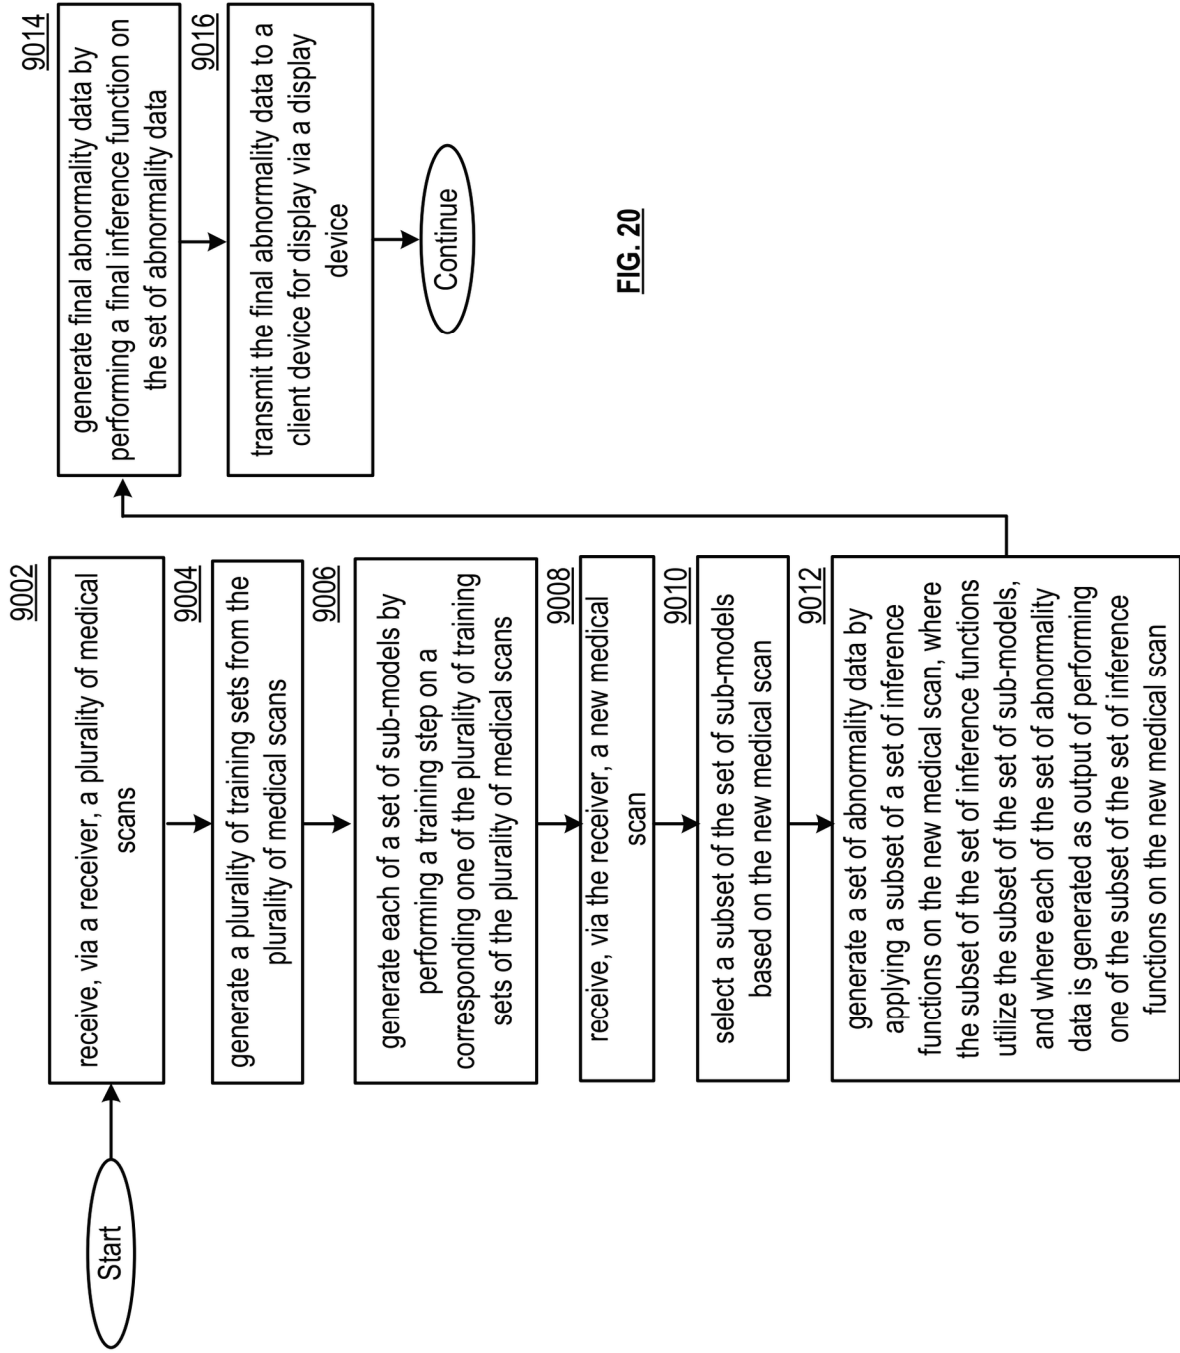 Start
9002
receive, via a receiver, a plurality of medical
scans
9004
generate a plurality of training sets from the
plurality of medical scans
9006
generate each of a set of sub-models by
performing a training step on a
corresponding one of the plurality of training
sets of the plurality of medical scans
9008
receive, via the receiver, a new medical
scan
9010
select a subset of the set of sub-models
based on the new medical scan
9012
generate a set of abnormality data by
applying a subset of a set of inference
functions on the new medical scan, where
the subset of the set of inference functions
utilize the subset of the set of sub-models,
and where each of the set of abnormality
data is generated as output of performing
one of the subset of the set of inference
functions on the new medical scan
9014
generate final abnormality data by
performing a final inference function on
the set of abnormality data
9016
transmit the final abnormality data to a
client device for display via a display
device
Continue
FIG. 20